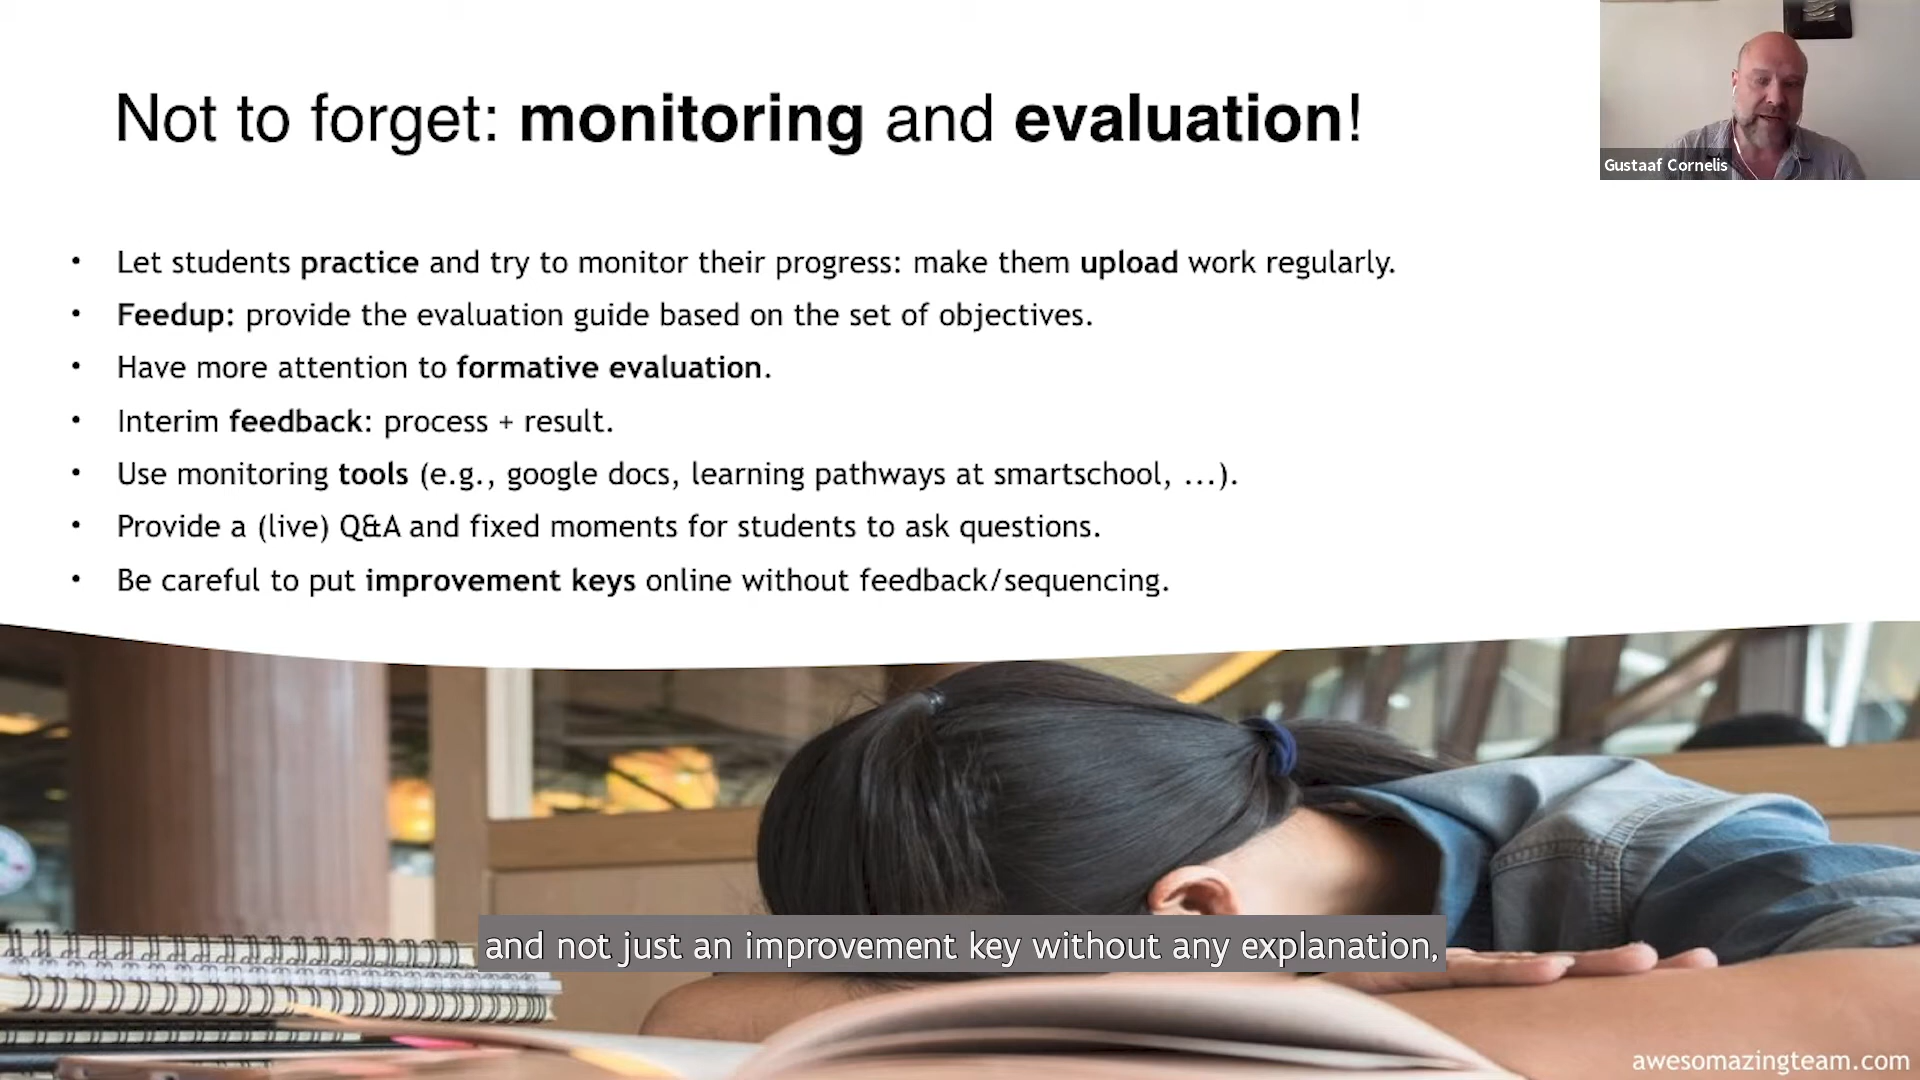 Not to forget: monitoring and evaluation!
Gustaaf Cornelis
• Let students practice and try to monitor their progress: make them upload work regularly.
• Feedup: provide the evaluation guide based on the set of objectives.
• Have more attention to formative evaluation.
• Interim feedback: process + result.
• Use monitoring tools (e.g., google docs, learning pathways at smartschool, ...).
• Provide a (live) Q&A and fixed moments for students to ask questions.
• Be careful to put improvement keys online without feedback/sequencing.
and not just an improvement key without any explanation,
awesomazingteam.com